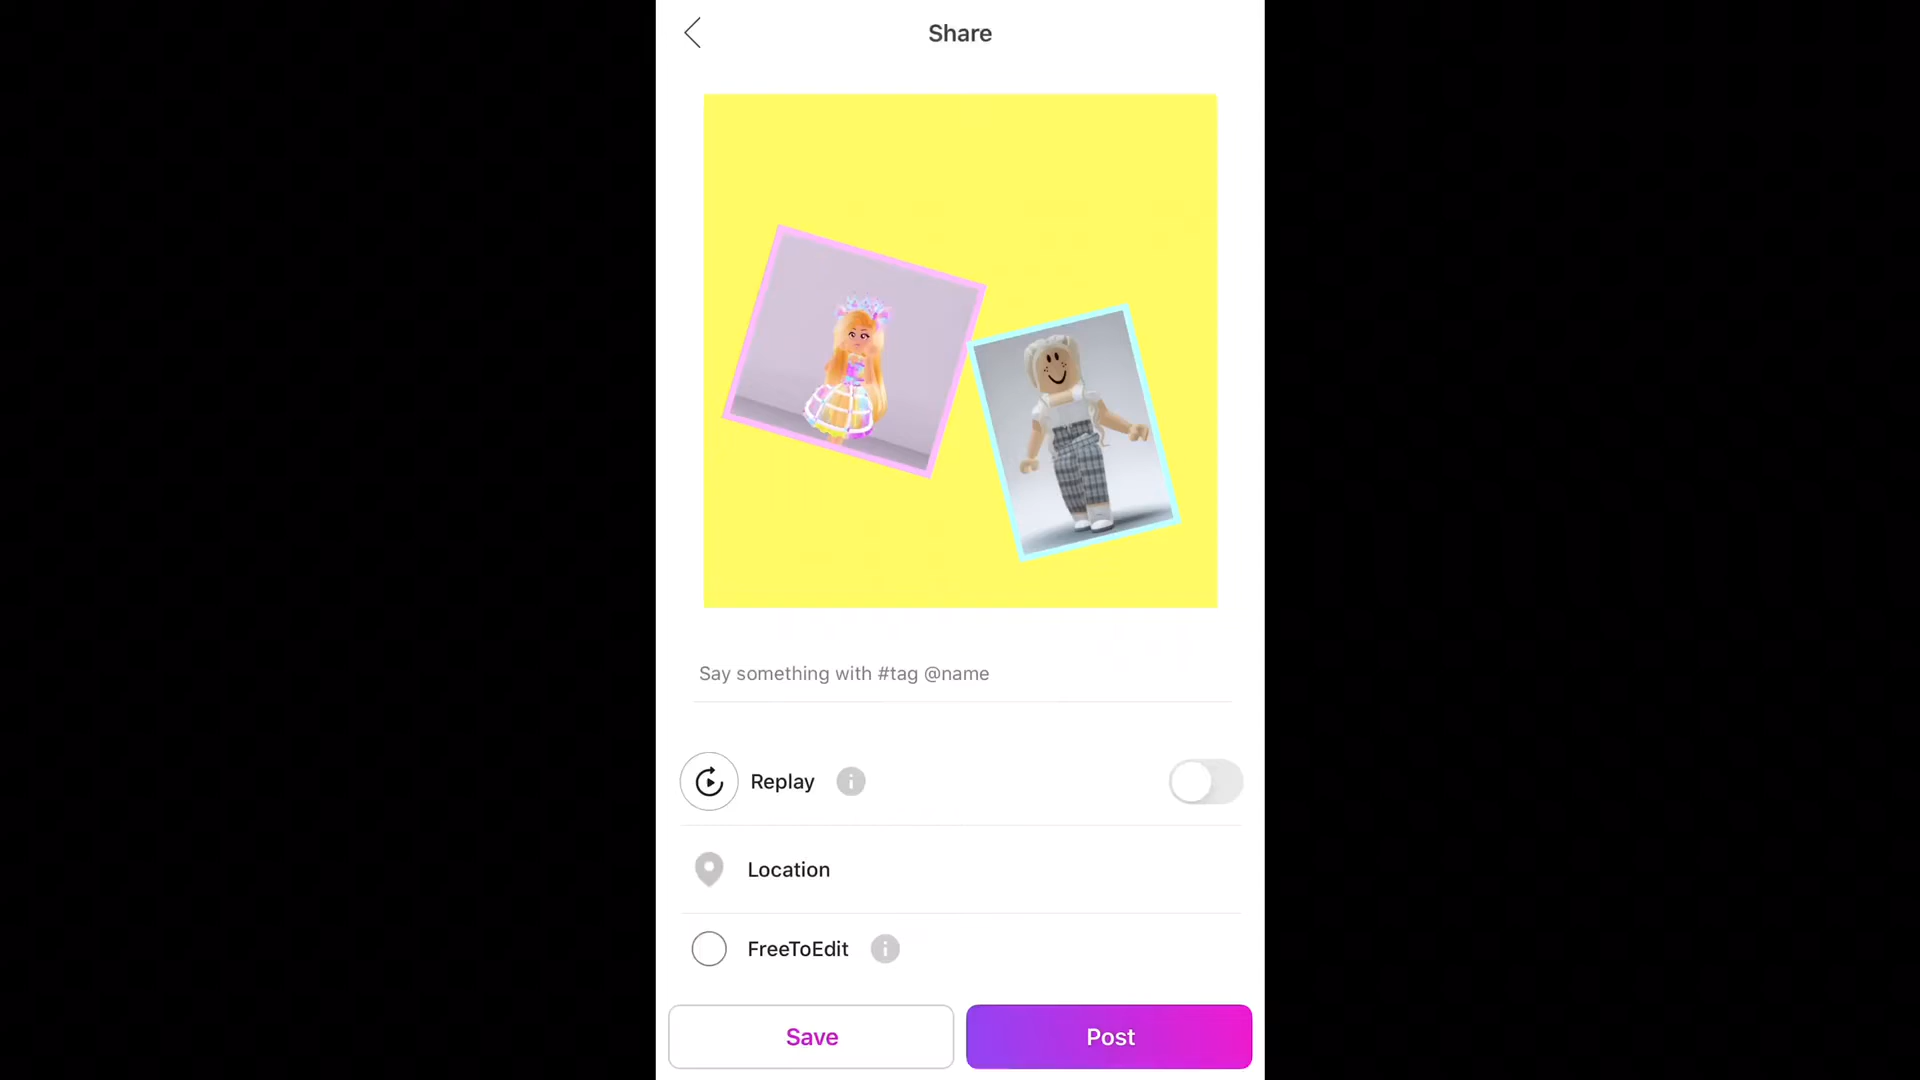 Share
Say something with #tag @name
Replay
Location
FreeToEdit
Save
Post